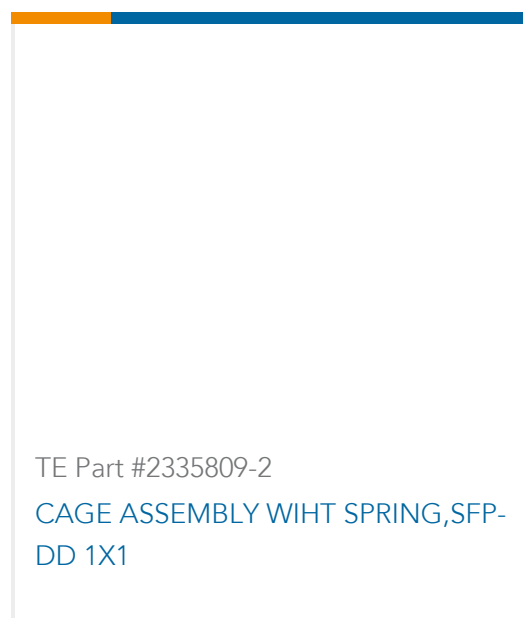 TE Part #2335809-2
CAGE ASSEMBLY WIHT SPRING,SFP-
DD 1X1